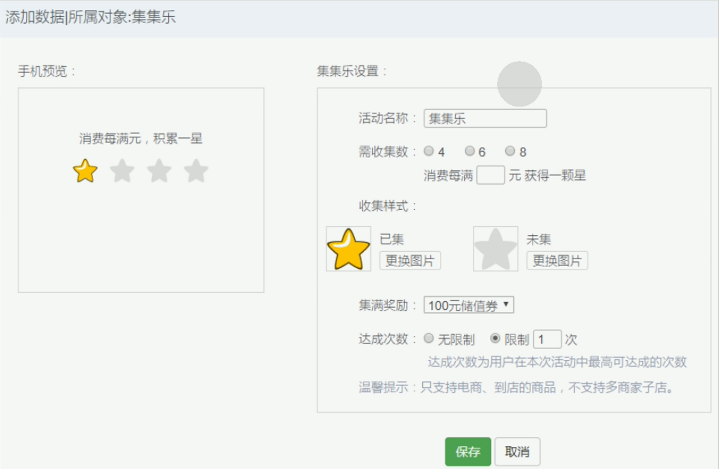 添加数据|所属对象:集集乐
手机预览：
消费每满元，积累一星
集集乐设置：
活动名称： 集集乐
需收集数： 4 6 8
消费每满 元 获得一颗星
收集样式：
已集 更换图片
未集 更换图片
集满奖励： 100元储值券
达成次数： 无限制 限制 1 次
达成次数为用户在本次活动中最高可达成的次数
温馨提示：只支持电商、到店的商品，不支持多商家子店。
保存 取消